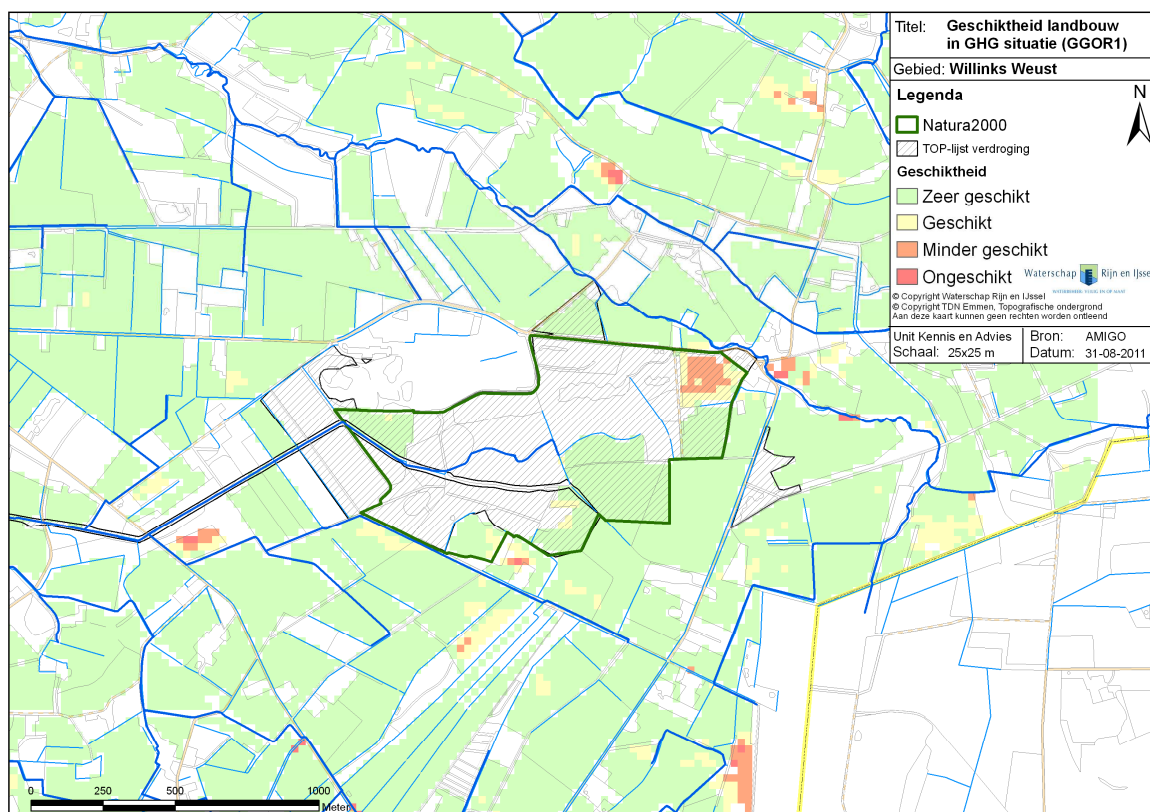 Titel: Geschiktheid landbouw
in GHG situatie (GGOR1)
Gebied: Willinks Weust
Legenda
N
Natura2000
TOP-lijst verdroging
Geschiktheid
Zeer geschikt
Geschikt
Minder geschikt
Ongeschikt
Waterschap Rijn en IJssel
© Copyright Waterschap Rijn en IJssel
© Copyright TDN Emmen, Topografische ondergrond
Aan deze kaart kunnen geen rechten worden ontleend
Unit Kennis en Advies
Schaal: 25x25 m
Bron: AMIGO
Datum: 31-08-2011
0 250 500 1000
Meter